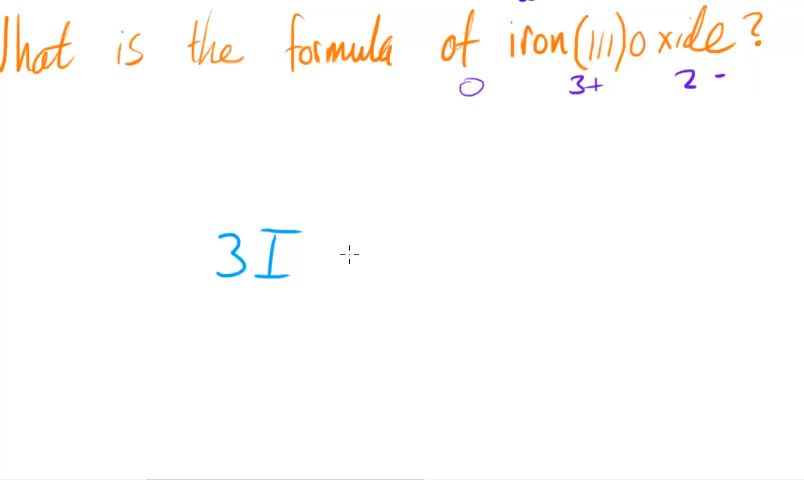 What is the formula of iron(III)oxide?
0 3+ 2-
3I